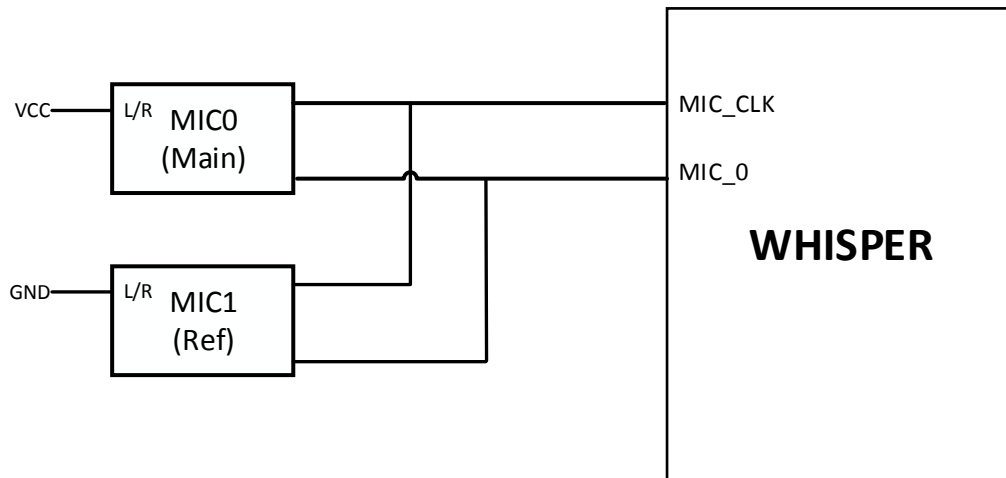 VCC
L/R
MIC0
(Main)
MIC_CLK
MIC_0
WHISPER
GND
L/R
MIC1
(Ref)